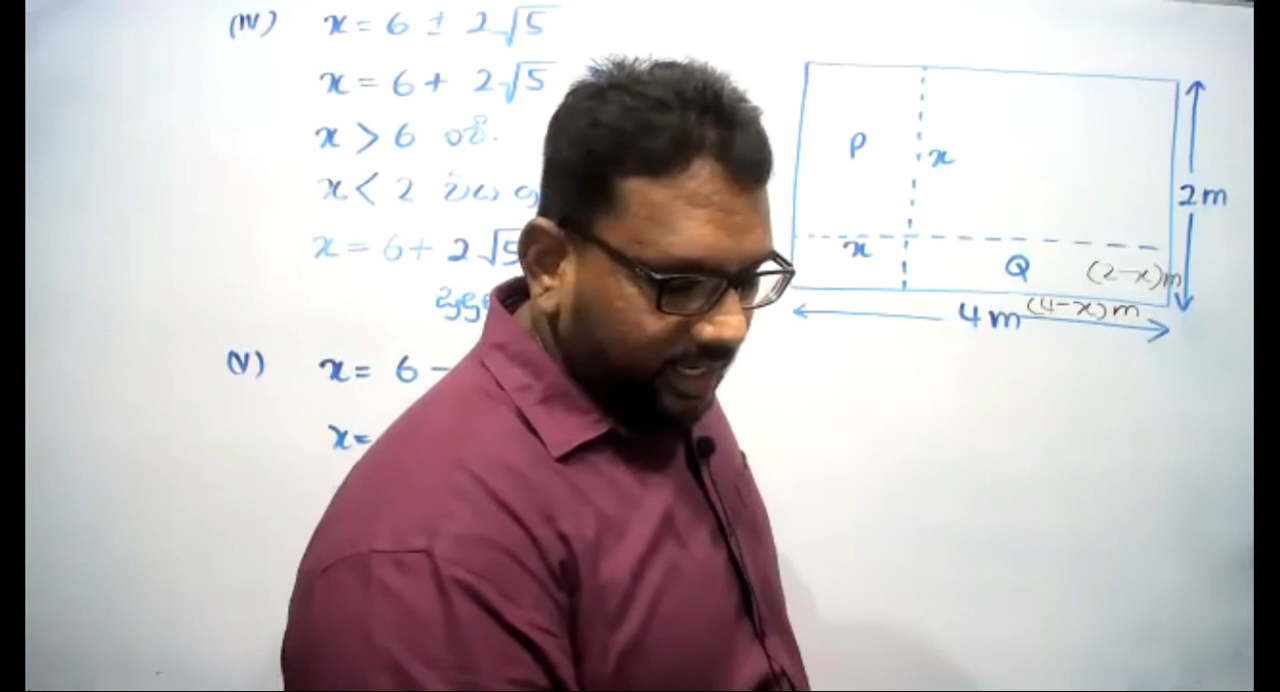 (IV) x = 6 ± 2√5
x = 6 + 2√5
x > 6 වේ.
x < 2
x = 6 + 2√5
(V) x = 6 –
x =
P
x
x
Q
(2-x)m
2m
(4-x)m
4m